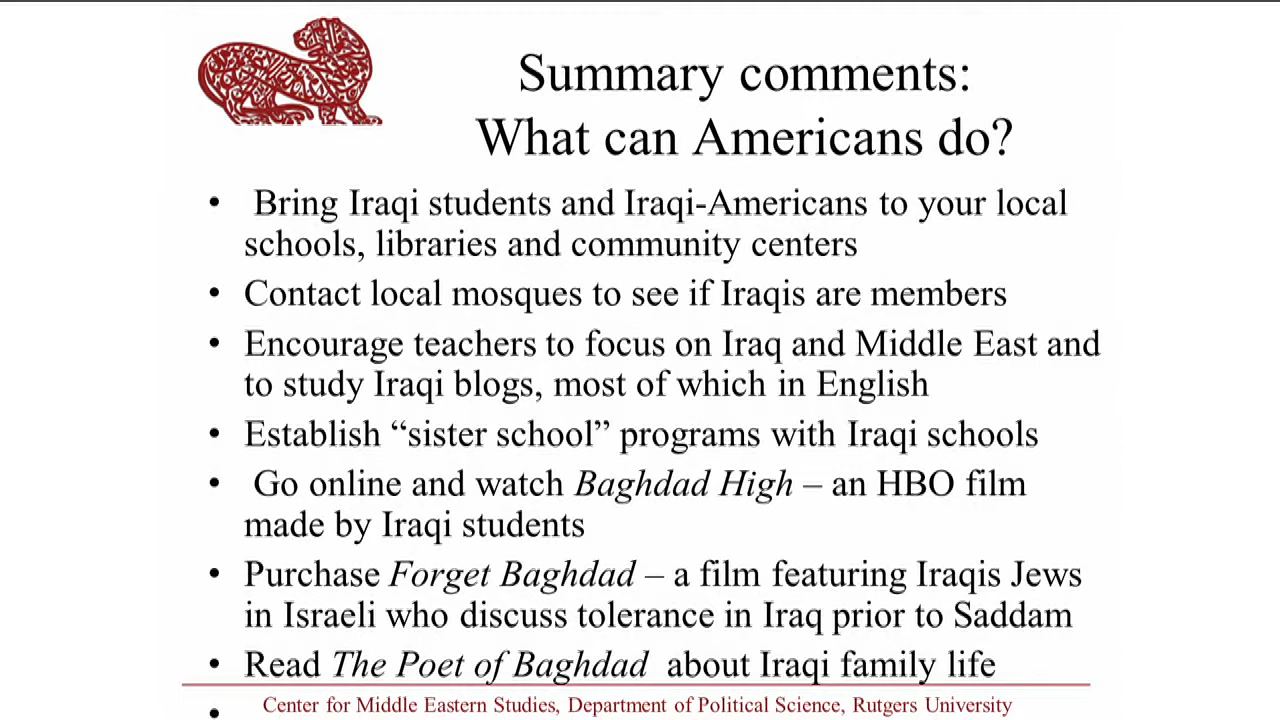 Summary comments:
What can Americans do?
• Bring Iraqi students and Iraqi-Americans to your local
schools, libraries and community centers
• Contact local mosques to see if Iraqis are members
• Encourage teachers to focus on Iraq and Middle East and
to study Iraqi blogs, most of which in English
• Establish “sister school” programs with Iraqi schools
• Go online and watch Baghdad High – an HBO film
made by Iraqi students
• Purchase Forget Baghdad – a film featuring Iraqis Jews
in Israeli who discuss tolerance in Iraq prior to Saddam
• Read The Poet of Baghdad about Iraqi family life
•
Center for Middle Eastern Studies, Department of Political Science, Rutgers University